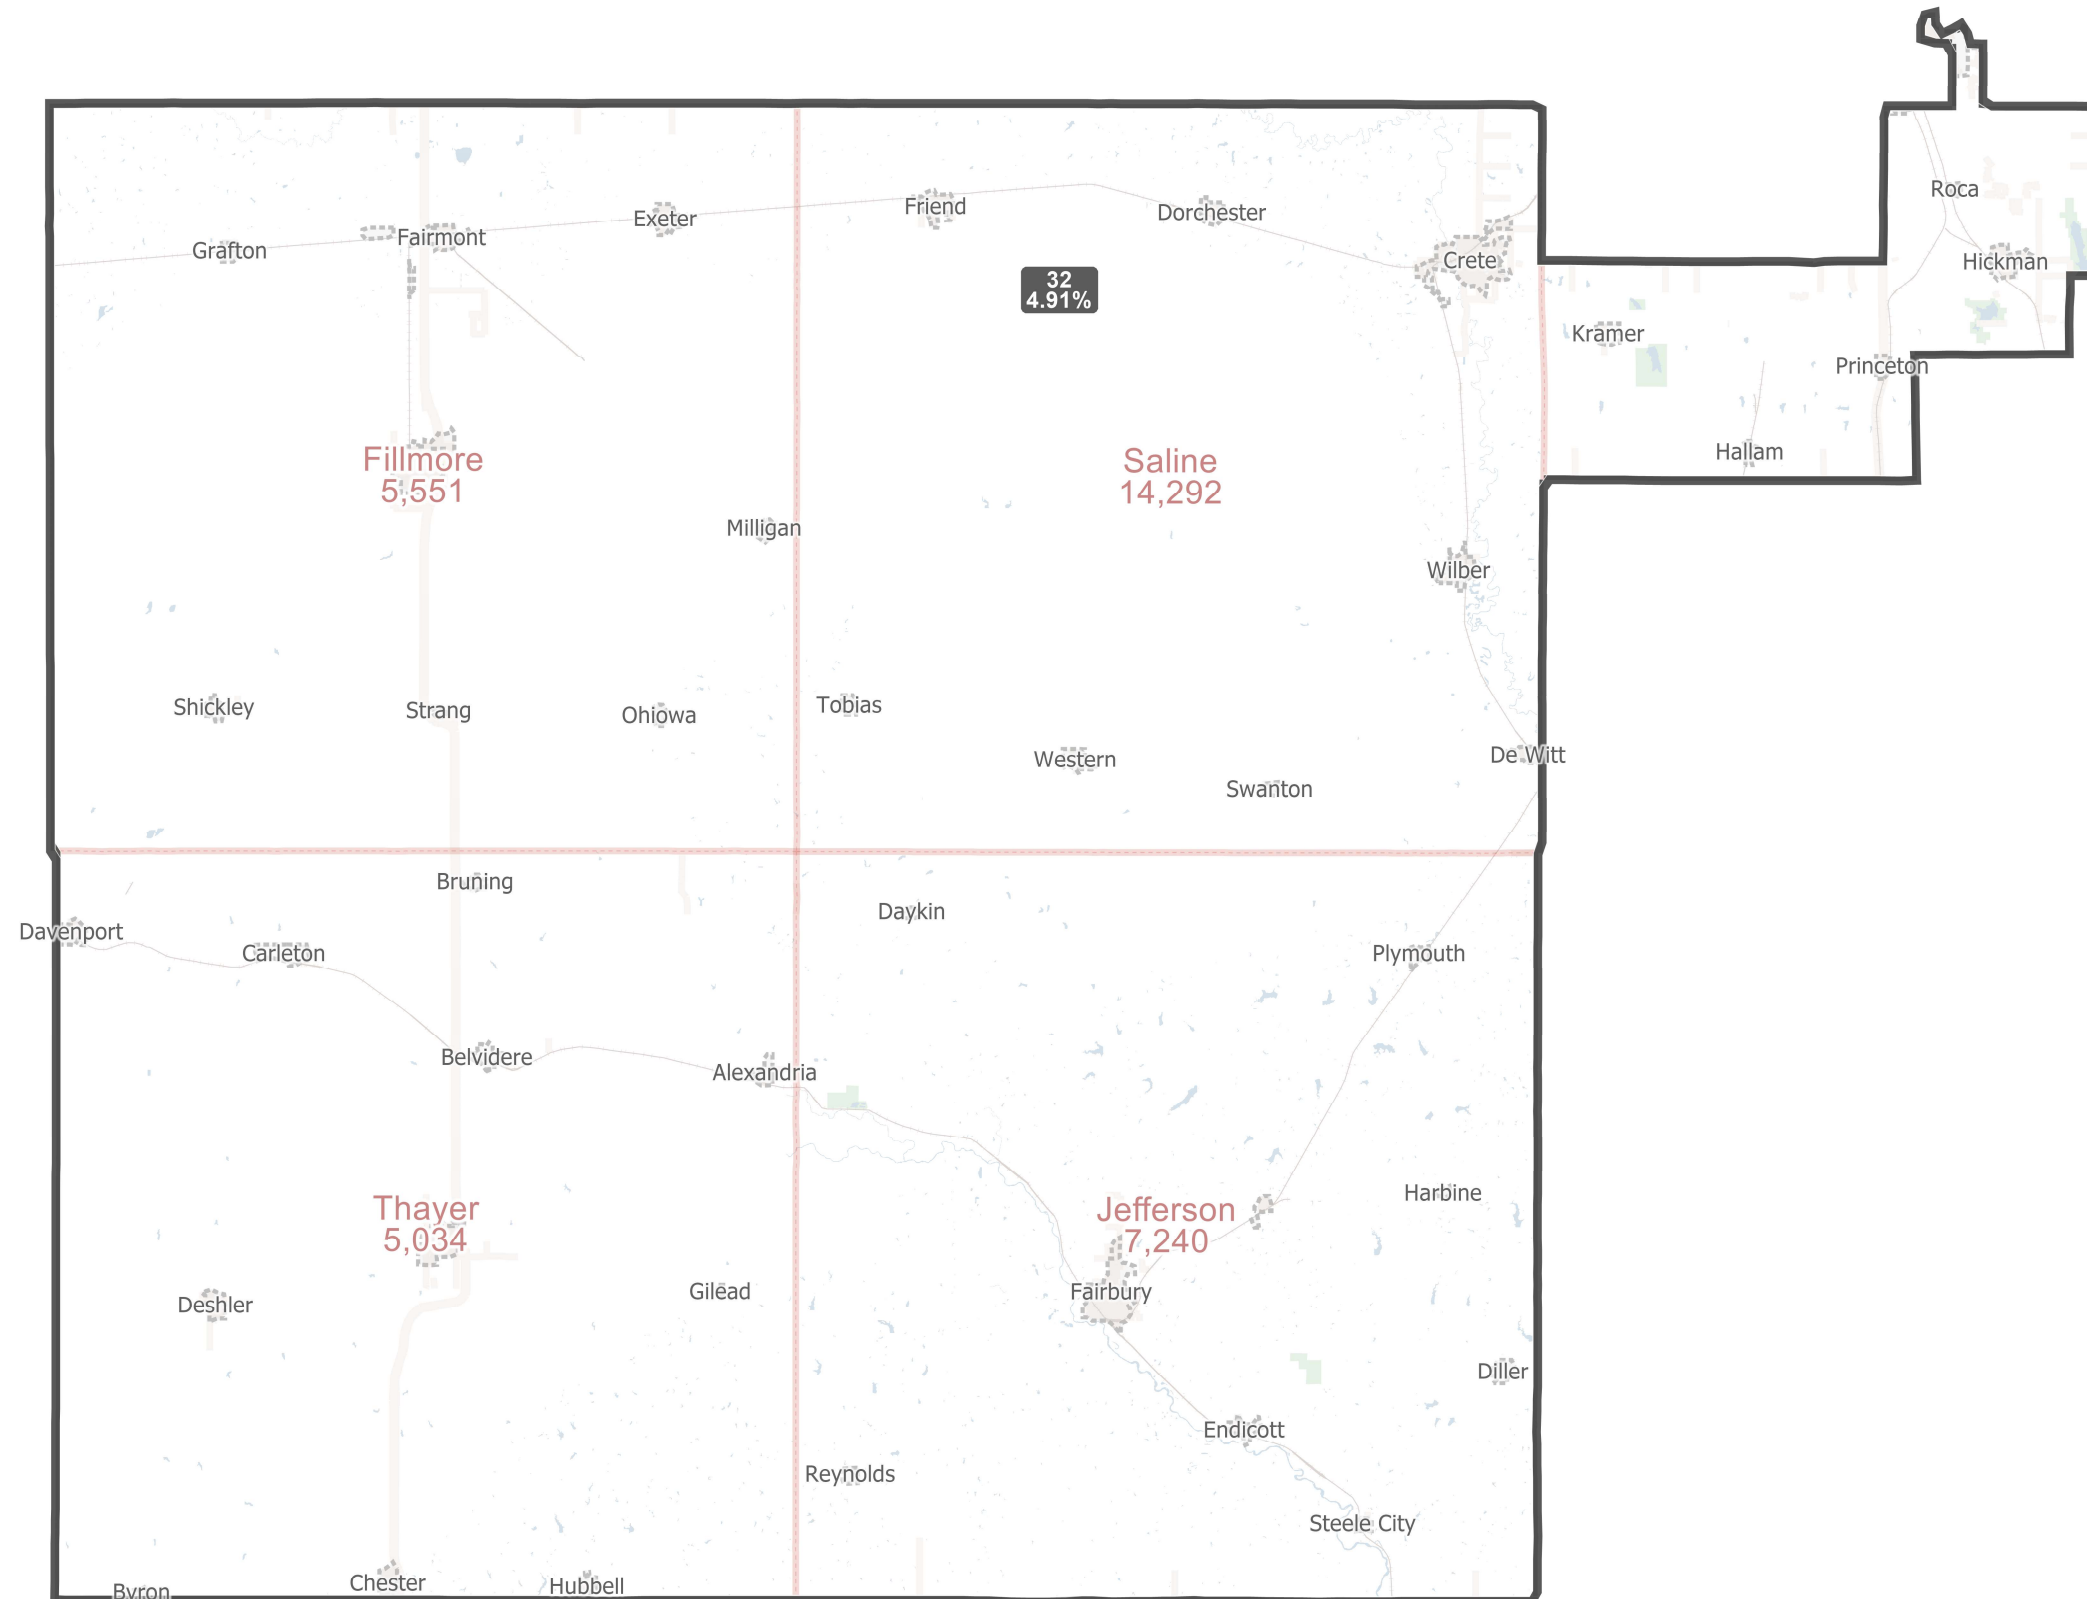 Roca
Friend
Dorchester
Exeter
Fairmont
Grafton
Crete
Hickman
32
4.91%
Kramer
Princeton
Hallam
Fillmore
5,551
Saline
14,292
Milligan
Wilber
Shickley
Strang
Ohiowa
Tobias
Western
De Witt
Swanton
Bruning
Daykin
Davenport
Carleton
Plymouth
Belvidere
Alexandria
Harbine
Thayer
5,034
Jefferson
7,240
Gilead
Fairbury
Deshler
Diller
Endicott
Reynolds
Steele City
Chester
Hubbell
Byron